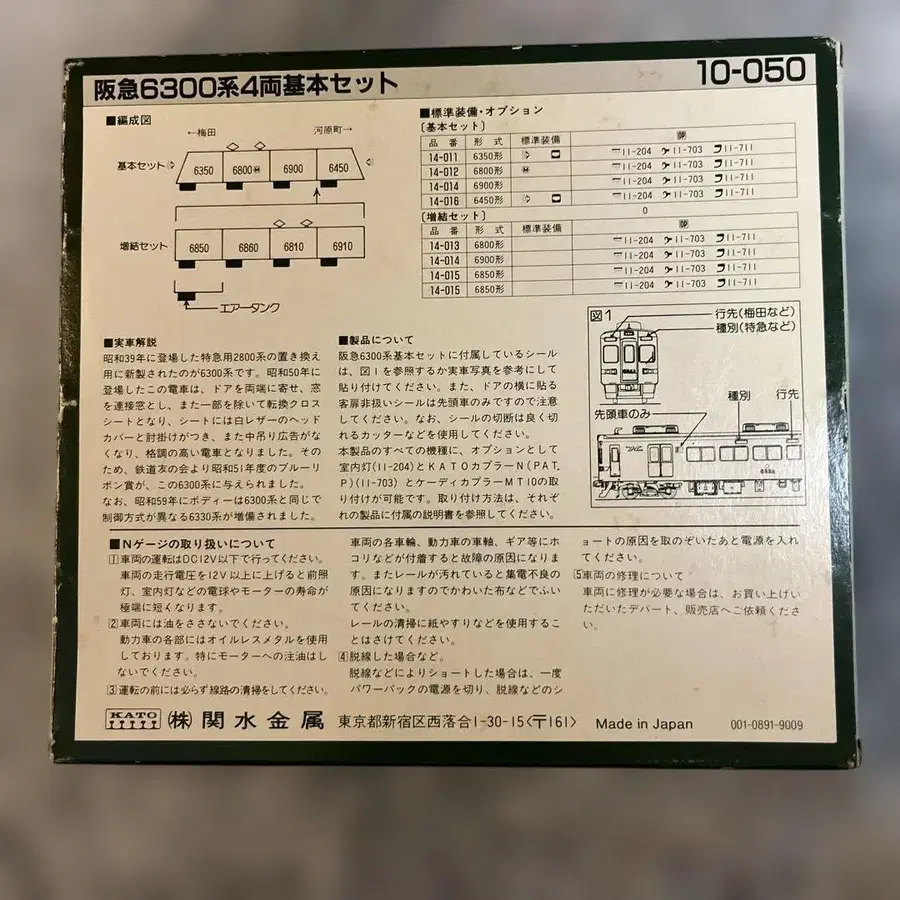 阪急6300系4両基本セット
10-050
■編成図
←梅田
河原町→
基本セット
6350
6800Ⓜ
6900
6450
増結セット
6850
6860
6810
6910
エアータンク
■標準装備・オプション
〔基本セット〕
品番 形式 標準装備
14-011 6350形 11-204 11-703 11-711
14-012 6800形 11-204 11-703 11-711
14-014 6900形 11-204 11-703 11-711
14-016 6450形 11-204 11-703 11-711
〔増結セット〕
品番 形式 標準装備
14-013 6800形 11-204 11-703 11-711
14-014 6900形 11-204 11-703 11-711
14-015 6850形 11-204 11-703 11-711
14-015 6850形 11-204 11-703 11-711
図1
行先(梅田など)
種別(特急など)
種別
行先
先頭車のみ
■実車解説
昭和39年に登場した特急用2800系の置き換え
用に新製されたのが6300系です。昭和50年に
登場したこの電車は、ドアを両端に寄せ、窓
を連接窓とし、また一部を除いて転換クロス
シートとなり、シートには白レザーのヘッド
カバーと肘掛けがつき、また中吊り広告がな
くなり、格調の高い電車となりました。その
ため、鉄道友の会より昭和51年度のブルーリ
ボン賞が、この6300系に与えられました。
なお、昭和59年にボディーは6300系と同じで
制御方式が異なる6330系が増備されました。
■製品について
阪急6300系基本セットに付属しているシール
は、図1を参照するか実車写真を参考にして
貼り付けてください。また、ドアの横に貼る
客扉非扱いシールは先頭車のみですので注意
してください。なお、シールの切断は良く切
れるカッターなどを使用してください。
本製品のすべての機種に、オプションとして
室内灯(11-204)とKATOカプラーN(PAT.
P)(11-703)とケーディカプラーMT10の取
り付けが可能です。取り付け方法は、それぞ
れの製品に付属の説明書を参照してください。
■Nゲージの取り扱いについて
1車両の運転はDC12V以下で行ってください。
車両の走行電圧を12V以上に上げると前照
灯、室内灯などの電球やモーターの寿命が
極端に短くなります。
2車両には油をささないでください。
動力車の各部にはオイルレスメタルを使用
しております。特にモーターへの注油はし
ないでください。
3運転の前には必らず線路の清掃をしてください。
車両の各車輪、動力車の車輪、ギア等にホ
コリなどが付着すると故障の原因になりま
す。またレールが汚れていると集電不良の
原因になりますのでかわいた布などでふい
てください。
レールの清掃に紙やすりなどを使用するこ
とはさけてください。
4脱線した場合など。
脱線などによりショートした場合は、一度
パワーパックの電源を切り、脱線などのシ
ョートの原因を取のぞいたあと電源を入れ
てください。
5車両の修理について
車両に修理が必要な場合は、お買い上げい
ただいたデパート、販売店へご依頼くださ
い。
KATO
(株)関水金属 東京都新宿区西落合1-30-15〈〒161〉 Made in Japan 001-0891-9009